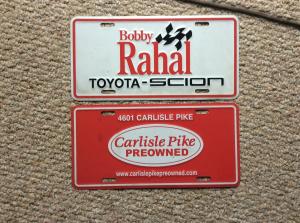 Bobby
Rahal
TOYOTA-SCION
4601 CARLISLE PIKE
Carlisle Pike
PREOWNED
www.carlislepikepreowned.com